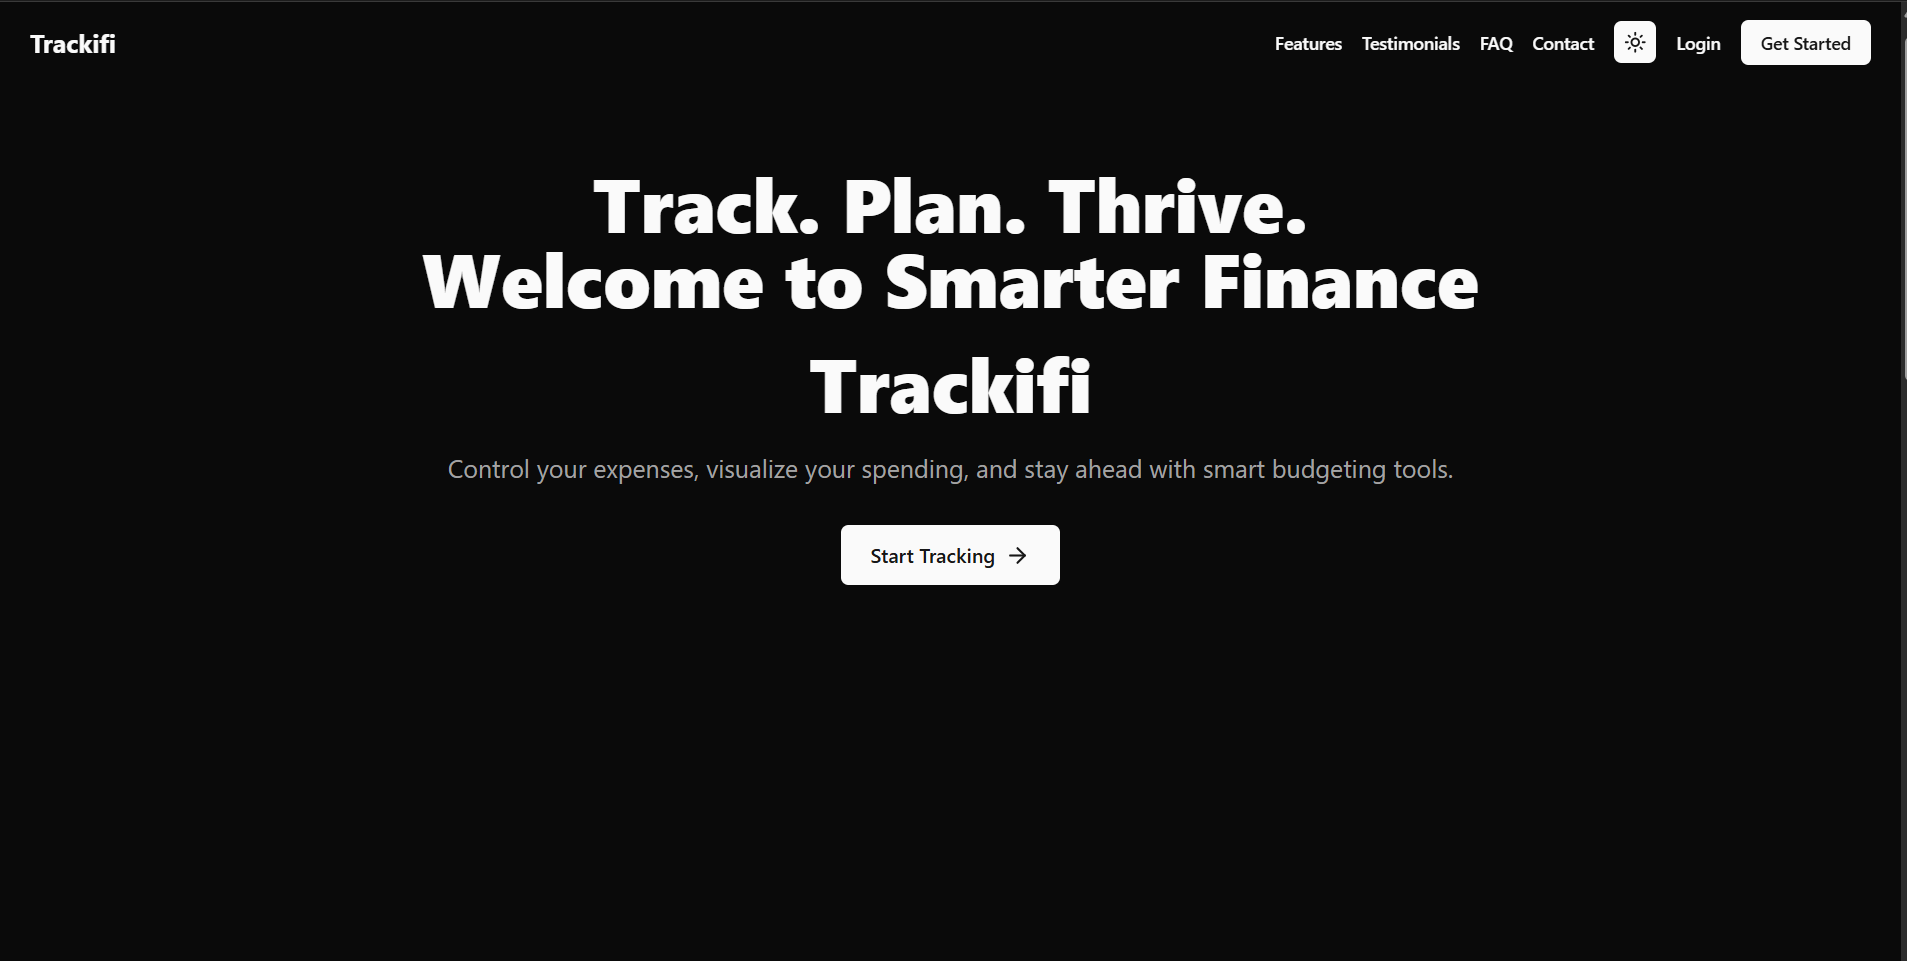 Trackifi
Features Testimonials FAQ Contact Login Get Started
Track. Plan. Thrive.
Welcome to Smarter Finance
Trackifi
Control your expenses, visualize your spending, and stay ahead with smart budgeting tools.
Start Tracking